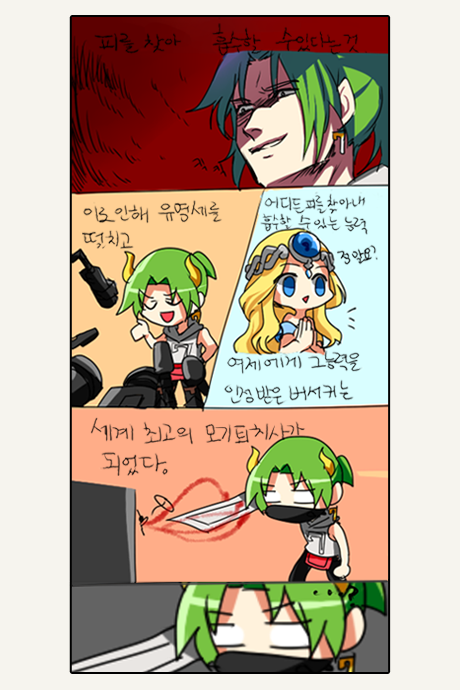 피를 찾아 흡수할 수 있다는 것
이로 인해 유명세를
떨치고
어디든 피를 찾아내
흡수할 수 있는 능력
정말요?
여제에게 그 능력을
인정받은 버서커는
세계 최고의 모기퇴치사가
되었다。